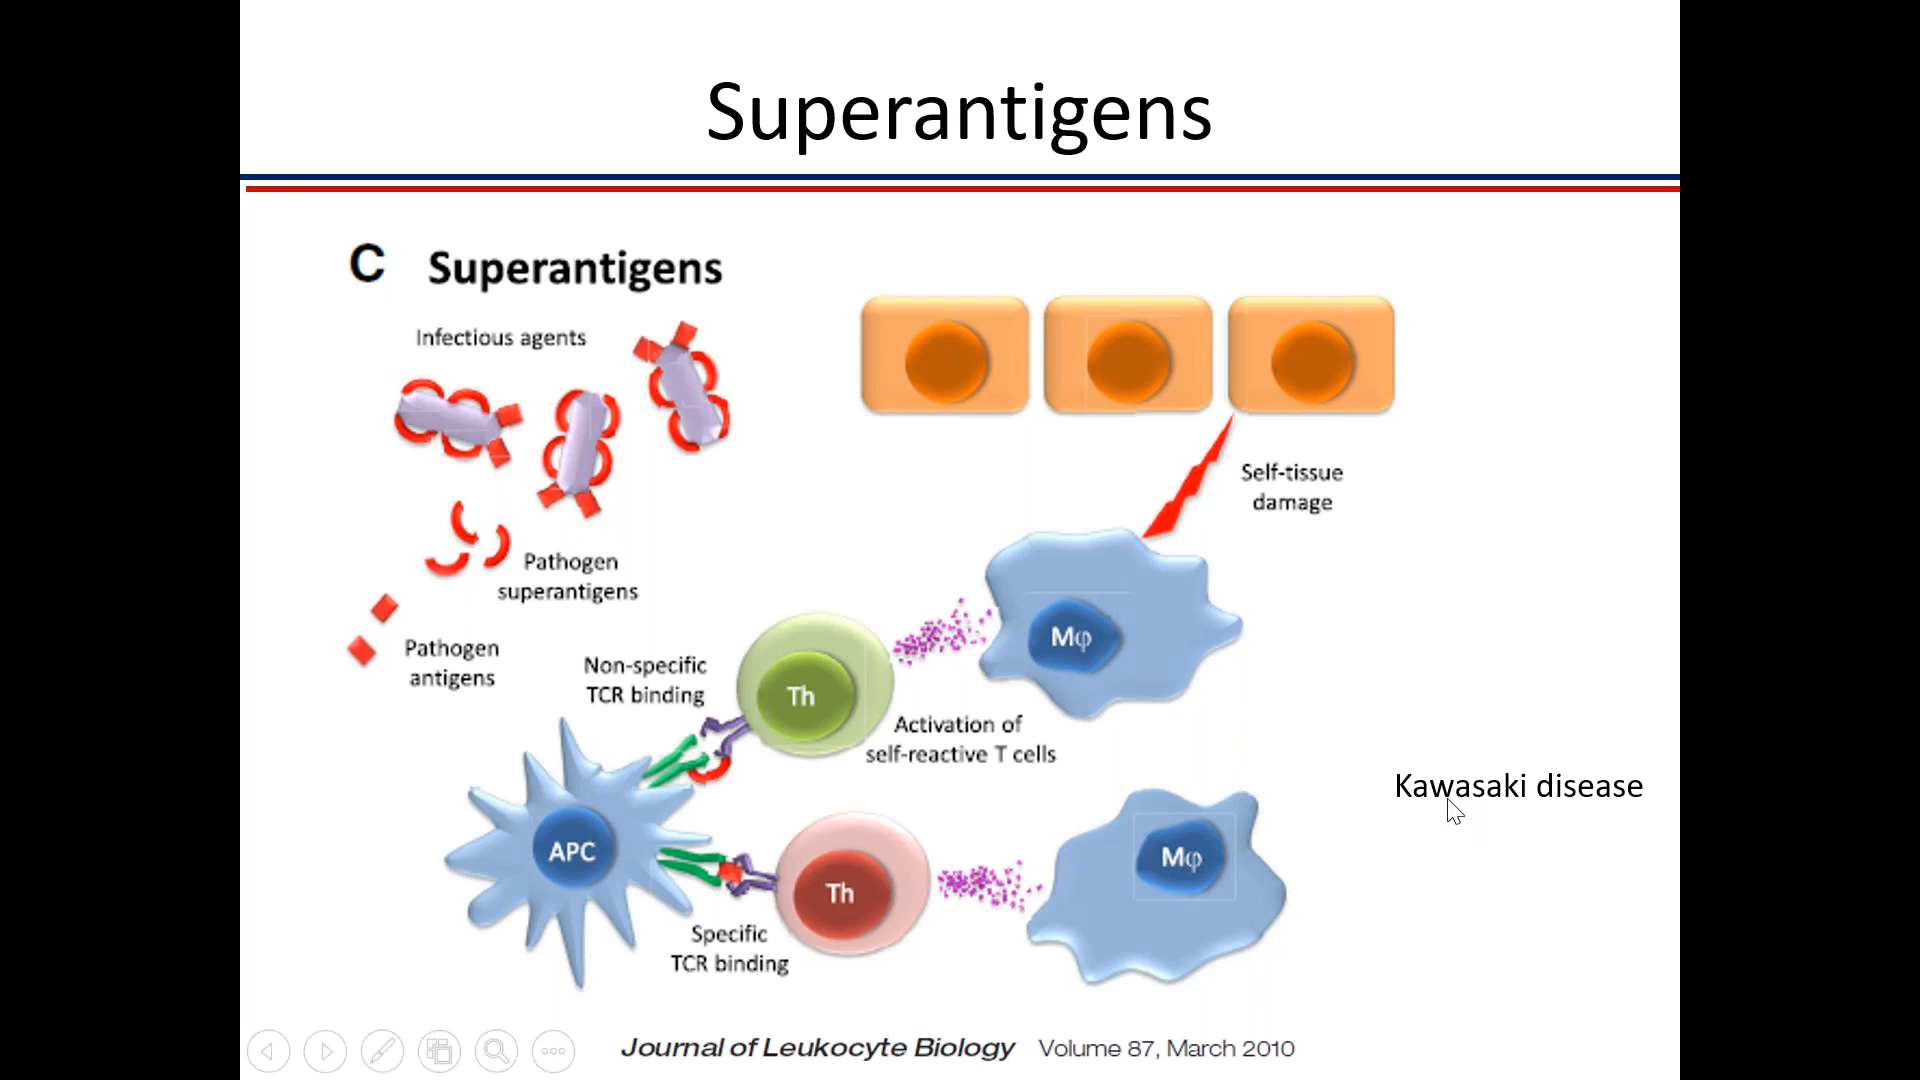 Superantigens
C Superantigens
Infectious agents
Pathogen
superantigens
Pathogen
antigens
Non-specific
TCR binding
Th
Mφ
Self-tissue
damage
Activation of
self-reactive T cells
APC
Th
Mφ
Specific
TCR binding
Kawasaki disease
Journal of Leukocyte Biology Volume 87, March 2010